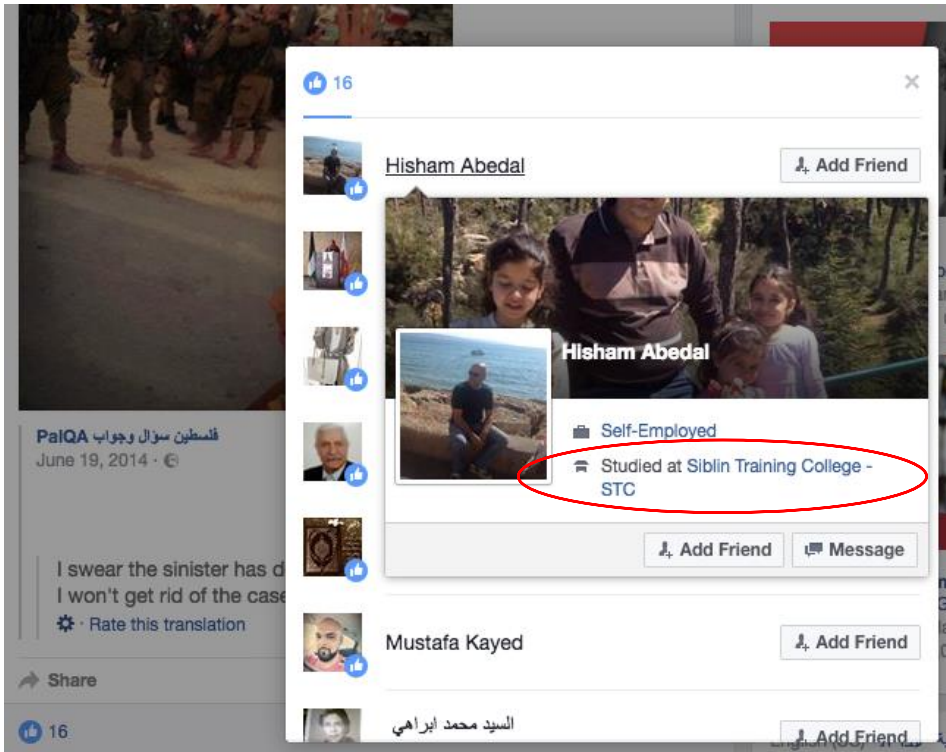 16
×
Hisham Abedal
Add Friend
Hisham Abedal
Self-Employed
Studied at Siblin Training College -
STC
Add Friend
Message
Mustafa Kayed
Add Friend
السيد محمد ابراهي
Add Friend
فلسطين سؤال وجواب PalQA
June 19, 2014 ·
I swear the sinister has d
I won't get rid of the case
· Rate this translation
Share
16
English (US)